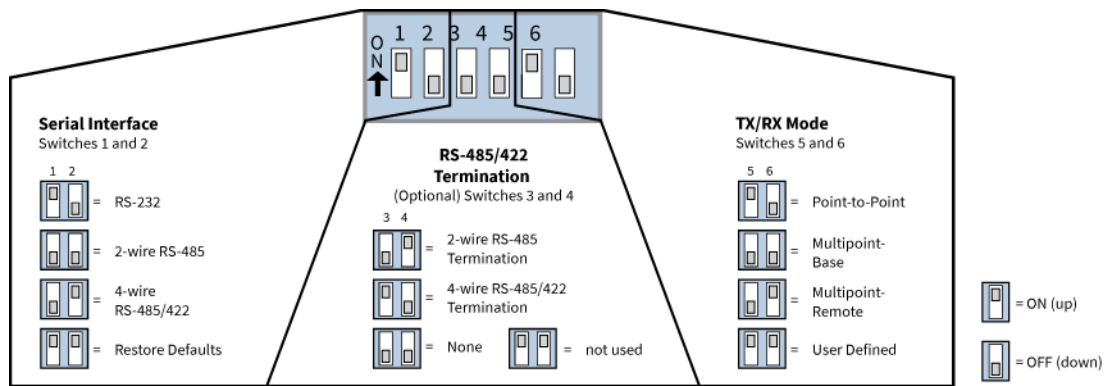 O
N
1 2 3 4 5 6
Serial Interface
Switches 1 and 2
1 2
= RS-232
= 2-wire RS-485
= 4-wire
RS-485/422
= Restore Defaults
RS-485/422
Termination
(Optional) Switches 3 and 4
3 4
= 2-wire RS-485
Termination
= 4-wire RS-485/422
Termination
= None
= not used
TX/RX Mode
Switches 5 and 6
5 6
= Point-to-Point
= Multipoint-
Base
= Multipoint-
Remote
= User Defined
= ON (up)
= OFF (down)